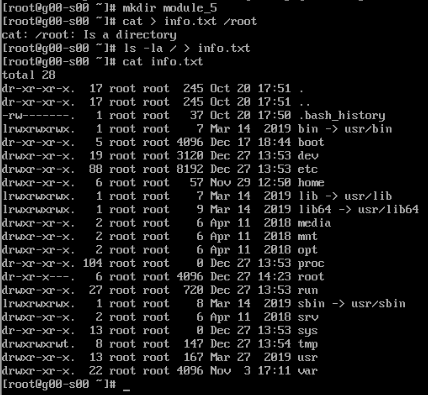 [root@g00-s00 ~]# mkdir module_5
[root@g00-s00 ~]# cat > info.txt /root
cat: /root: Is a directory
[root@g00-s00 ~]# ls -la / > info.txt
[root@g00-s00 ~]# cat info.txt
total 28
dr-xr-xr-x.  17 root root  245 Oct 20 17:51 .
dr-xr-xr-x.  17 root root  245 Oct 20 17:51 ..
-rw-------.   1 root root   37 Oct 20 17:50 .bash_history
lrwxrwxrwx.   1 root root    7 Mar 14  2019 bin -> usr/bin
dr-xr-xr-x.   5 root root 4096 Dec 17 18:44 boot
drwxr-xr-x.  19 root root 3120 Dec 27 13:53 dev
drwxr-xr-x.  88 root root 8192 Dec 27 13:53 etc
drwxr-xr-x.   6 root root   57 Nov 29 12:50 home
lrwxrwxrwx.   1 root root    7 Mar 14  2019 lib -> usr/lib
lrwxrwxrwx.   1 root root    9 Mar 14  2019 lib64 -> usr/lib64
drwxr-xr-x.   2 root root    6 Apr 11  2018 media
drwxr-xr-x.   2 root root    6 Apr 11  2018 mnt
drwxr-xr-x.   2 root root    6 Apr 11  2018 opt
dr-xr-xr-x. 104 root root    0 Dec 27 13:53 proc
dr-xr-x---.   6 root root 4096 Dec 27 14:23 root
drwxr-xr-x.  27 root root  720 Dec 27 13:53 run
lrwxrwxrwx.   1 root root    8 Mar 14  2019 sbin -> usr/sbin
drwxr-xr-x.   2 root root    6 Apr 11  2018 srv
dr-xr-xr-x.  13 root root    0 Dec 27 13:53 sys
drwxrwxrwt.   8 root root  147 Dec 27 13:54 tmp
drwxr-xr-x.  13 root root  167 Mar 27  2019 usr
drwxr-xr-x.  22 root root 4096 Nov  3 17:11 var
[root@g00-s00 ~]# _